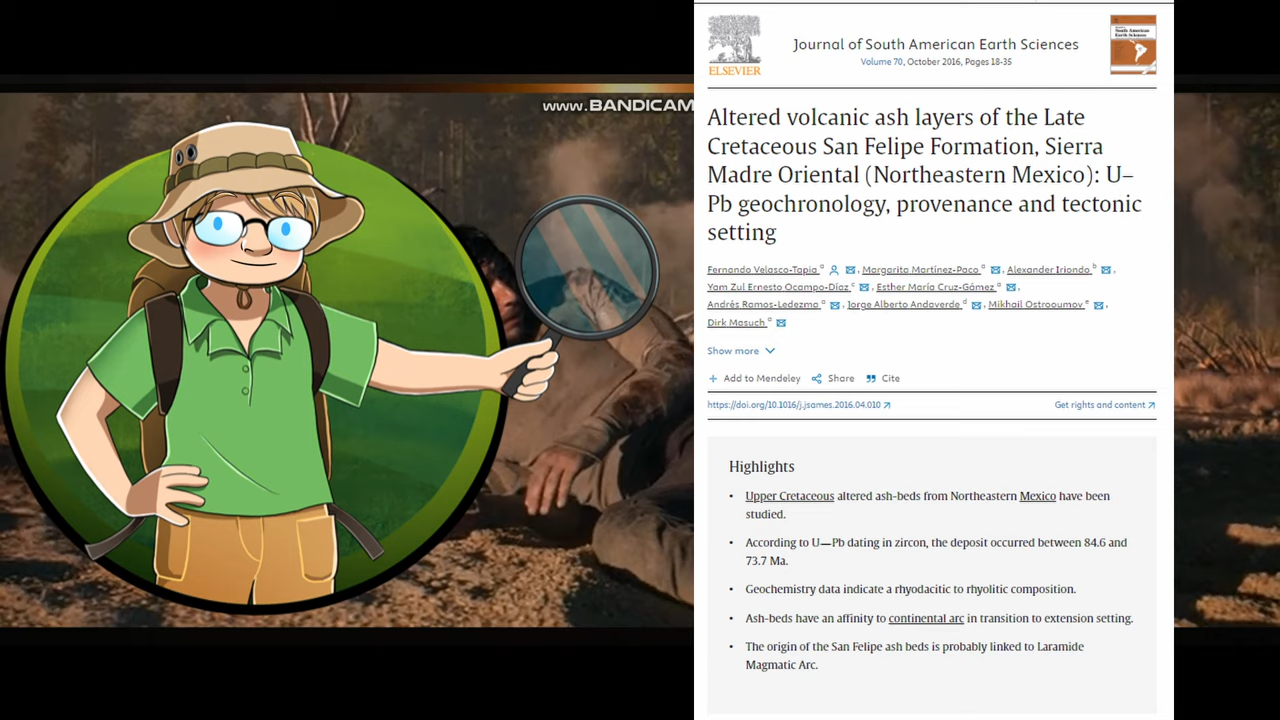 www.BANDICAM
ELSEVIER
Journal of South American Earth Sciences
Volume 70, October 2016, Pages 18-35
South American
Earth Sciences
Altered volcanic ash layers of the Late
Cretaceous San Felipe Formation, Sierra
Madre Oriental (Northeastern Mexico): U–
Pb geochronology, provenance and tectonic
setting
Fernando Velasco-Tapia a, Margarita Martínez-Paco a, Alexander Iriondo b,
Yam Zul Ernesto Ocampo-Díaz c, Esther María Cruz-Gámez a,
Andrés Ramos-Ledezma a, Jorge Alberto Andaverde d, Mikhail Ostrooumov e,
Dirk Masuch a
Show more
Add to Mendeley Share Cite
https://doi.org/10.1016/j.jsames.2016.04.010 Get rights and content
Highlights
• Upper Cretaceous altered ash-beds from Northeastern Mexico have been
studied.
• According to U—Pb dating in zircon, the deposit occurred between 84.6 and
73.7 Ma.
• Geochemistry data indicate a rhyodacitic to rhyolitic composition.
• Ash-beds have an affinity to continental arc in transition to extension setting.
• The origin of the San Felipe ash beds is probably linked to Laramide
Magmatic Arc.